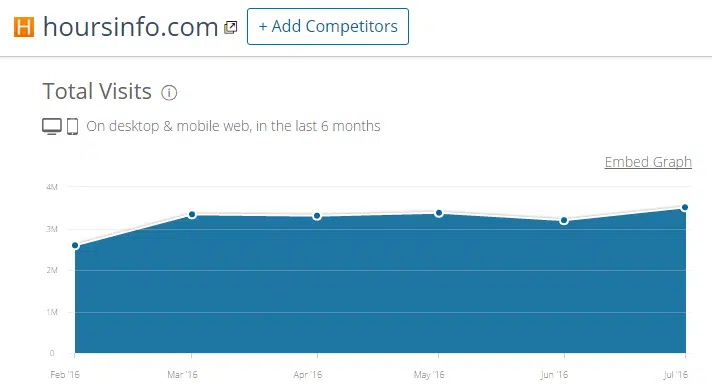 H hoursinfo.com + Add Competitors
Total Visits i
On desktop & mobile web, in the last 6 months
Embed Graph
4M
3M
2M
1M
0
Feb '16 Mar '16 Apr '16 May '16 Jun '16 Jul '16